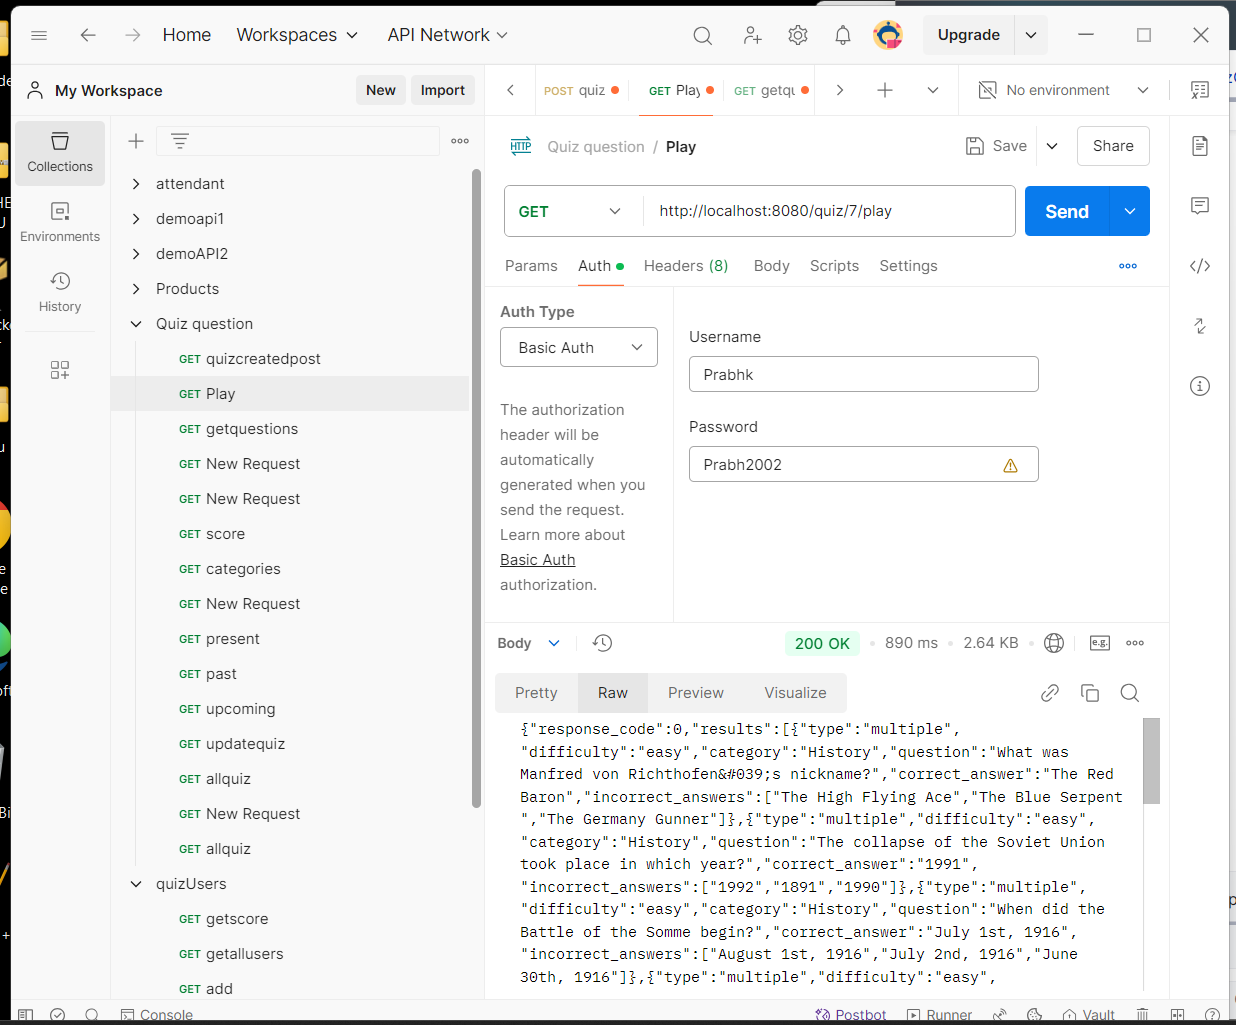 Home Workspaces API Network Upgrade
My Workspace New Import POST quiz GET Play GET getqu No environment
Collections
Environments
History
attendant
demoapi1
demoAPI2
Products
Quiz question
GET quizcreatedpost
GET Play
GET getquestions
GET New Request
GET New Request
GET score
GET categories
GET New Request
GET present
GET past
GET upcoming
GET updatequiz
GET allquiz
GET New Request
GET allquiz
quizUsers
GET getscore
GET getallusers
GET add
HTTP Quiz question / Play Save Share
GET http://localhost:8080/quiz/7/play Send
Params Auth Headers (8) Body Scripts Settings
Auth Type
Basic Auth
The authorization
header will be
automatically
generated when you
send the request.
Learn more about
Basic Auth
authorization.
Username
Prabhk
Password
Prabh2002
Body 200 OK 890 ms 2.64 KB e.g.
Pretty Raw Preview Visualize
{"response_code":0,"results":[{"type":"multiple",
"difficulty":"easy","category":"History","question":"What was
Manfred von Richthofen&#039;s nickname?","correct_answer":"The Red
Baron","incorrect_answers":["The High Flying Ace","The Blue Serpent
","The Germany Gunner"]},{"type":"multiple","difficulty":"easy",
"category":"History","question":"The collapse of the Soviet Union
took place in which year?","correct_answer":"1991",
"incorrect_answers":["1992","1891","1990"]},{"type":"multiple",
"difficulty":"easy","category":"History","question":"When did the
Battle of the Somme begin?","correct_answer":"July 1st, 1916",
"incorrect_answers":["August 1st, 1916","July 2nd, 1916","June
30th, 1916"]},{"type":"multiple","difficulty":"easy",
Console Postbot Runner Vault